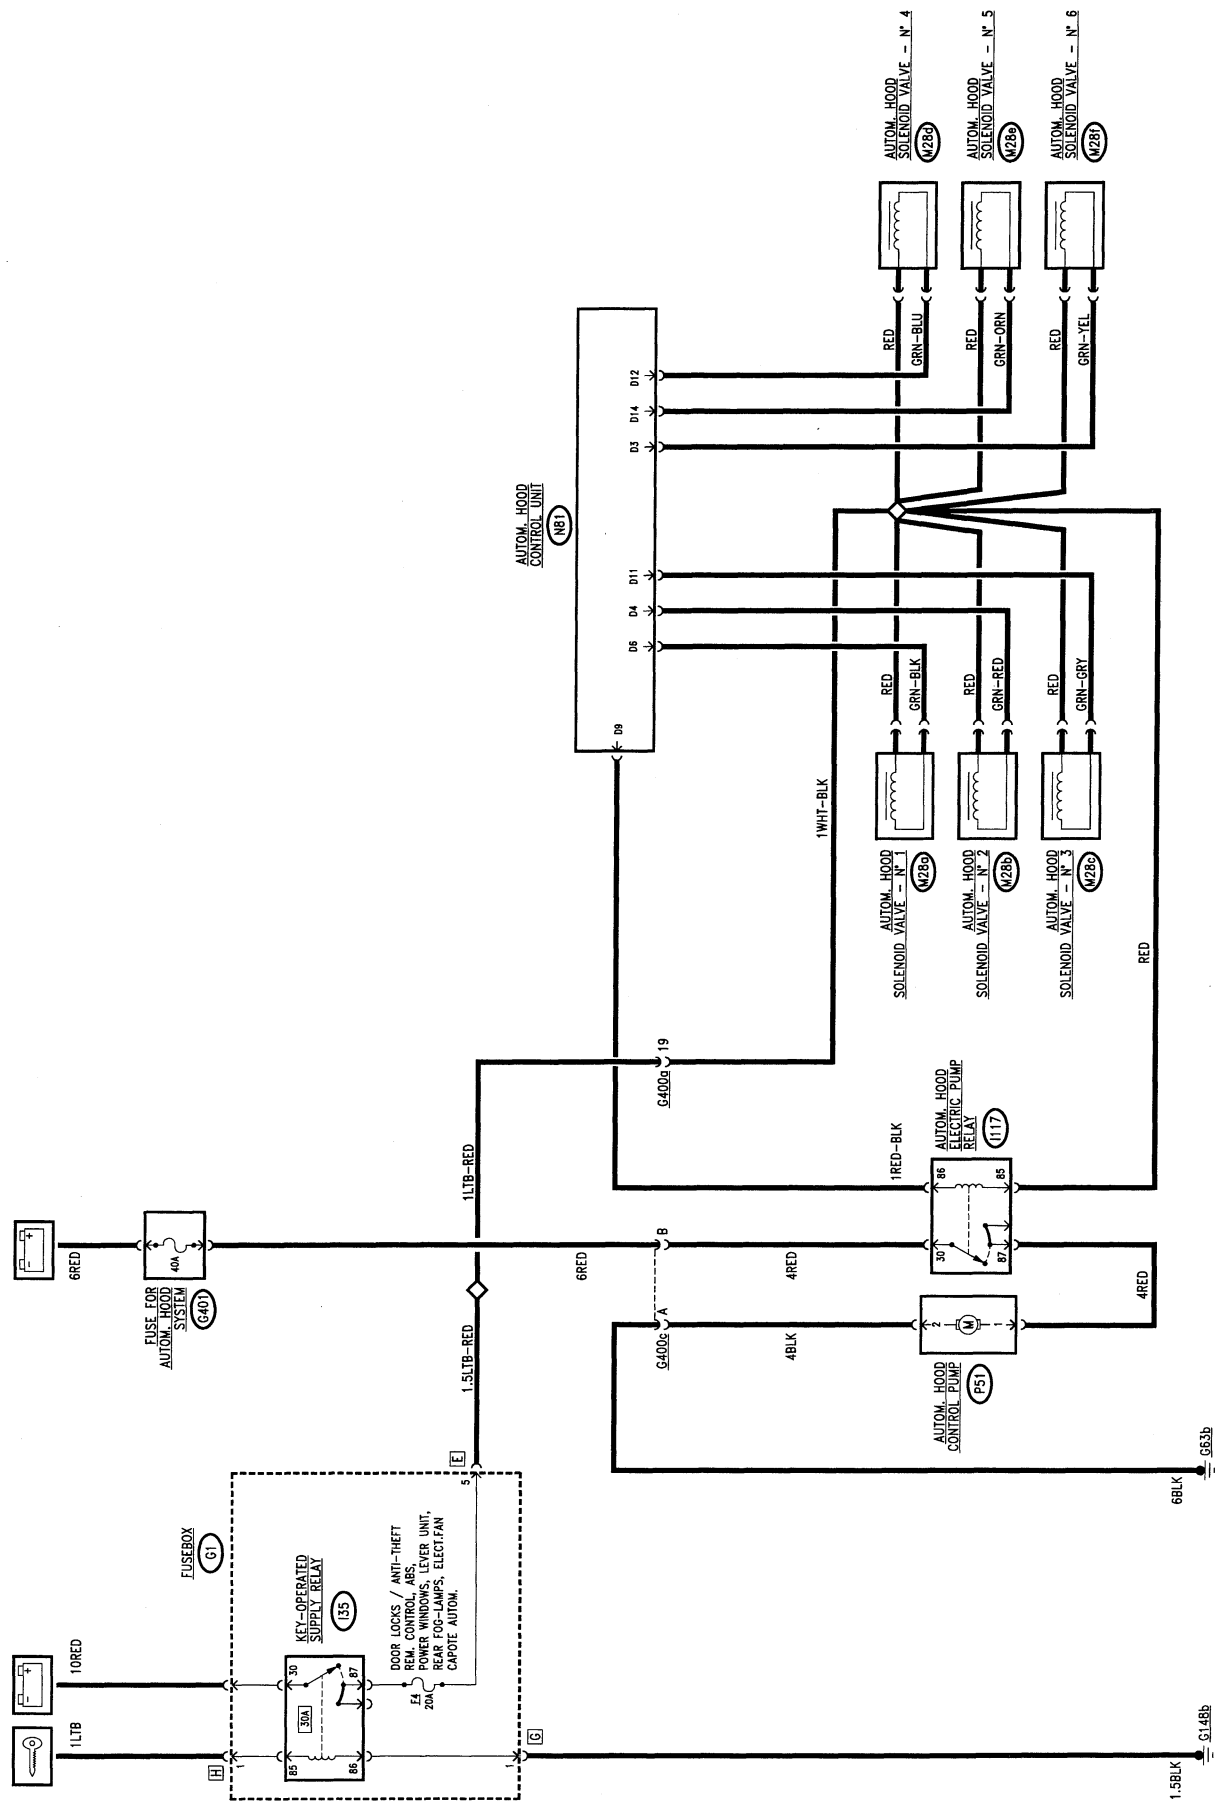 1LTB
10RED
H
1
FUSEBOX
G1
KEY-OPERATED
SUPPLY RELAY
I35
85
30
30A
86
87
F4
20A
DOOR LOCKS / ANTI-THEFT
REM. CONTROL, ABS,
POWER WINDOWS, LEVER UNIT,
REAR FOG-LAMPS, ELECT.FAN
CAPOTE AUTOM.
1
G
5
E
1.5BLK
G148b
6RED
40A
FUSE FOR
AUTOM. HOOD
SYSTEM
G401
1.5LTB-RED
1LTB-RED
6RED
G400c
A
B
4BLK
4RED
G400a
19
AUTOM. HOOD
CONTROL PUMP
P51
2
M
1
4RED
6BLK
G63b
1RED-BLK
AUTOM. HOOD
ELECTRIC PUMP
RELAY
I117
86
30
85
87
RED
1WHT-BLK
AUTOM. HOOD
CONTROL UNIT
N81
D9
D6
D4
D11
D3
D14
D12
AUTOM. HOOD
SOLENOID VALVE - N° 1
M28a
RED
GRN-BLK
AUTOM. HOOD
SOLENOID VALVE - N° 2
M28b
RED
GRN-RED
AUTOM. HOOD
SOLENOID VALVE - N° 3
M28c
RED
GRN-GRY
AUTOM. HOOD
SOLENOID VALVE - N° 4
M28d
RED
GRN-BLU
AUTOM. HOOD
SOLENOID VALVE - N° 5
M28e
RED
GRN-ORN
AUTOM. HOOD
SOLENOID VALVE - N° 6
M28f
RED
GRN-YEL